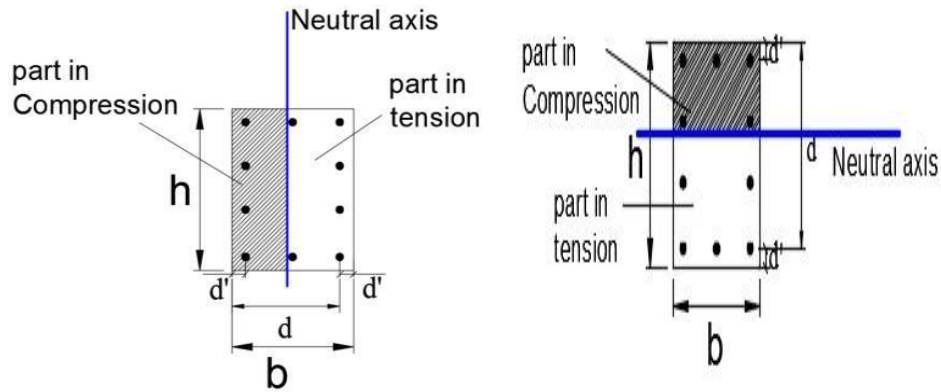 Neutral axis
part in
Compression
part in
tension
h
d'
d'
d
b
part in
Compression
d'
h
d
Neutral axis
part in
tension
d'
b